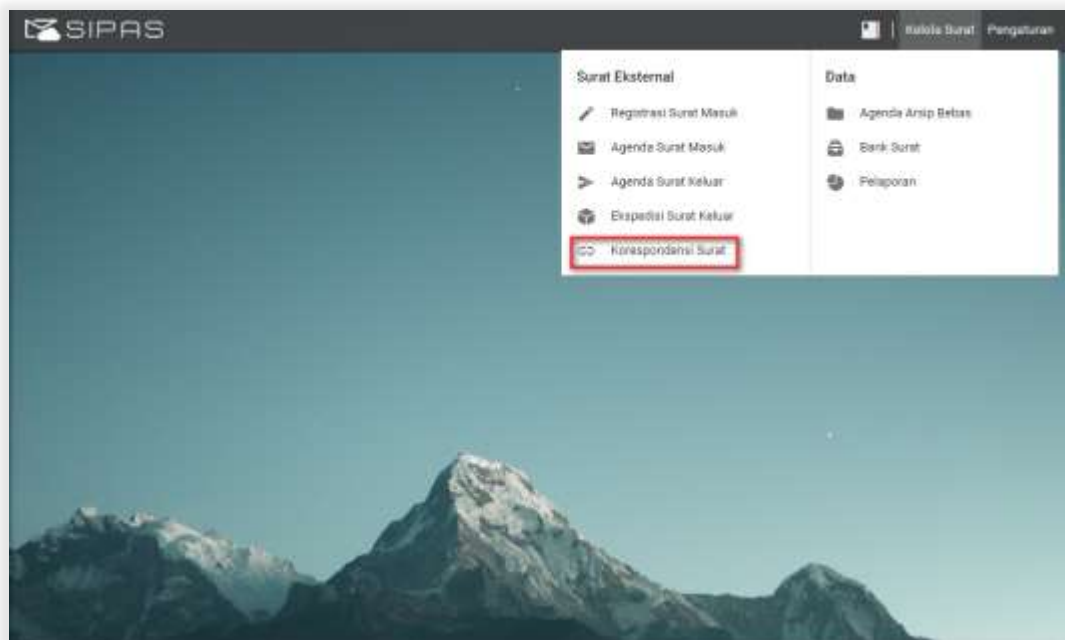 SIPAS
Kelola Surat Pengaturan
Surat Eksternal
Registrasi Surat Masuk
Agenda Surat Masuk
Agenda Surat Keluar
Ekspedisi Surat Keluar
Korespondensi Surat
Data
Agenda Arsip Bebas
Bank Surat
Pelaporan